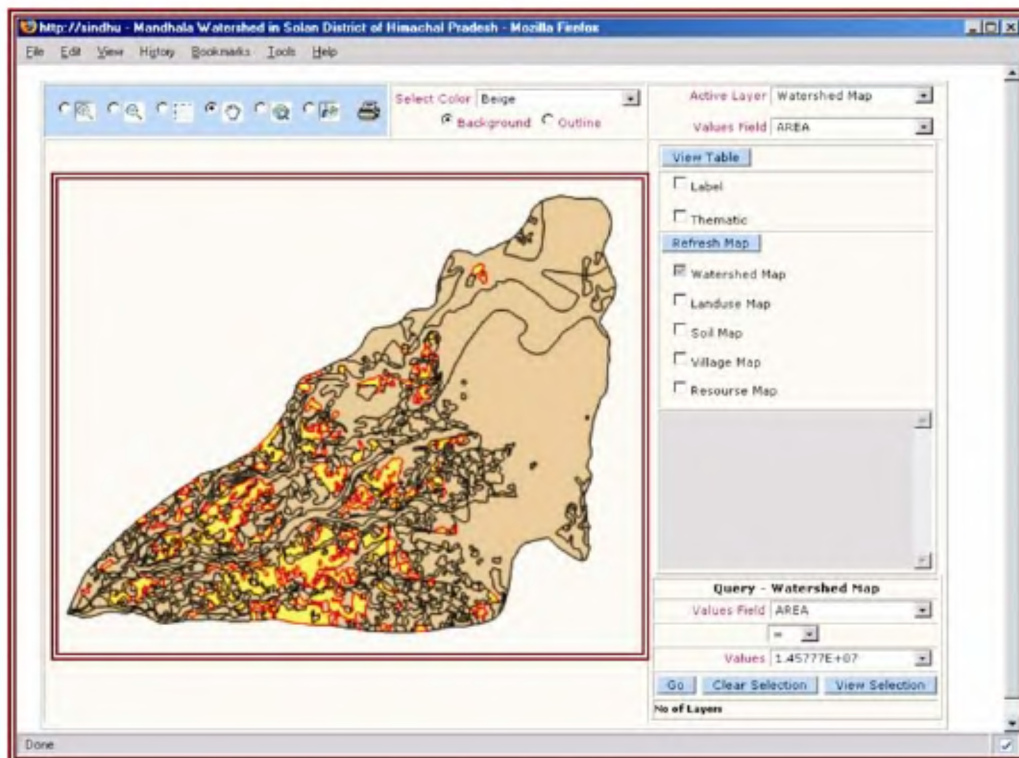 http://sindhu - Mandhala Watershed in Solan District of Himachal Pradesh - Mozilla Firefox
File Edit View History Bookmarks Tools Help
Select Color Beige
Background Outline
Active Layer Watershed Map
Values Field AREA
View Table
Label
Thematic
Refresh Map
Watershed Map
Landuse Map
Soil Map
Village Map
Resourse Map
Query - Watershed Map
Values Field AREA
=
Values 1.45777E+07
Go Clear Selection View Selection
No of Layers
Done